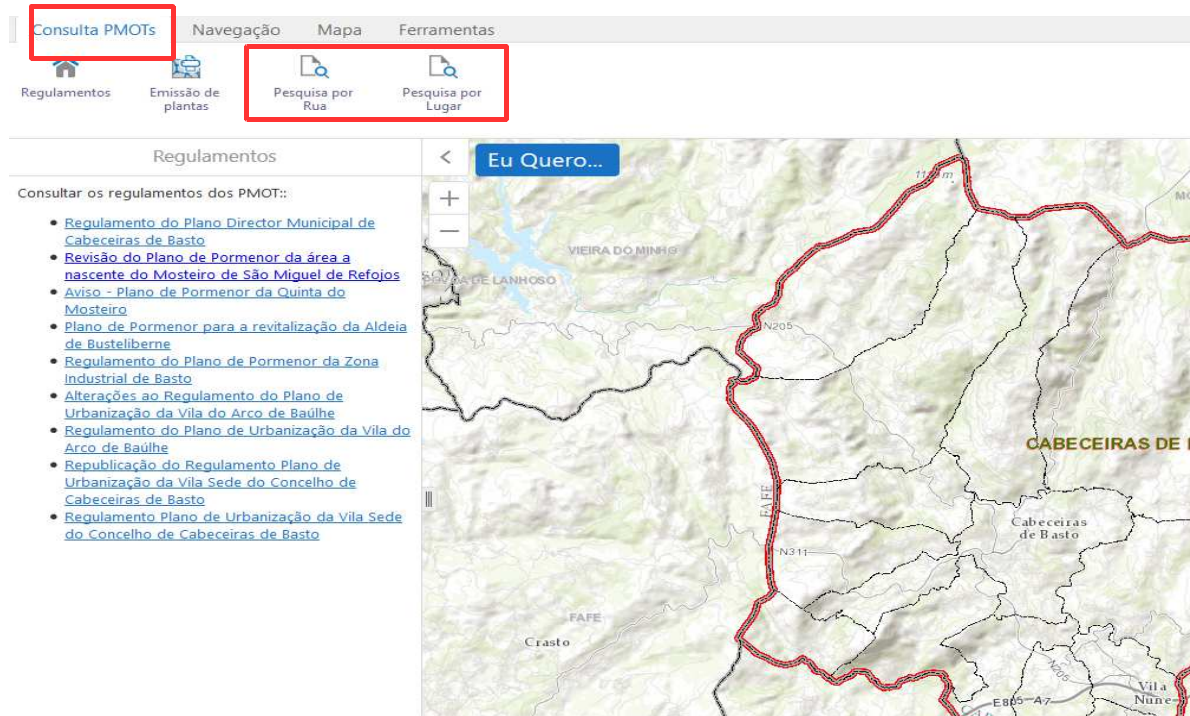 Consulta PMOTs Navegação Mapa Ferramentas
Regulamentos
Emissão de
plantas
Pesquisa por
Rua
Pesquisa por
Lugar
Regulamentos
Consultar os regulamentos dos PMOT::
Regulamento do Plano Director Municipal de
Cabeceiras de Basto
Revisão do Plano de Pormenor da área a
nascente do Mosteiro de São Miguel de Refojos
Aviso - Plano de Pormenor da Quinta do
Mosteiro
Plano de Pormenor para a revitalização da Aldeia
de Busteliberne
Regulamento do Plano de Pormenor da Zona
Industrial de Basto
Alterações ao Regulamento do Plano de
Urbanização da Vila do Arco de Baúlhe
Regulamento do Plano de Urbanização da Vila do
Arco de Baúlhe
Republicação do Regulamento Plano de
Urbanização da Vila Sede do Concelho de
Cabeceiras de Basto
Regulamento Plano de Urbanização da Vila Sede
do Concelho de Cabeceiras de Basto
Eu Quero...
VIEIRA DO MINHO
DE LANHOSO
N205
CABECEIRAS DE
FAFE
Cabeceiras
de Basto
N311
FAFE
Crasto
N205
Vila
Nune
E805-A7